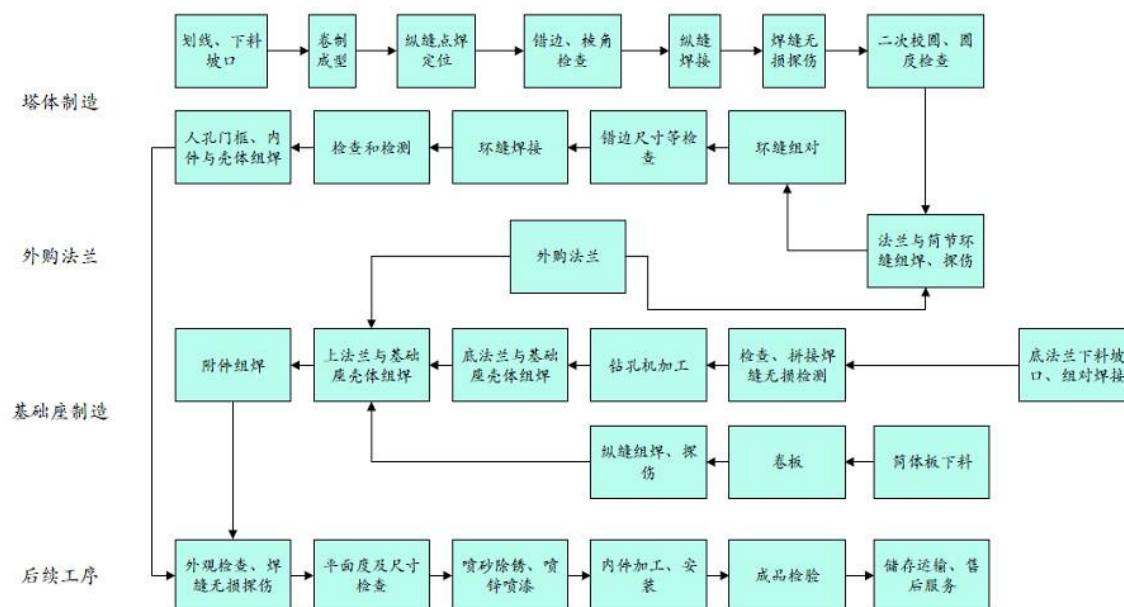 划线、下料
坡口
卷制
成型
纵缝点焊
定位
错边、棱角
检查
纵缝
焊接
焊缝无
损探伤
二次校圆、圆
度检查
塔体制造
人孔门框、内
件与壳体组焊
检查和检测
环缝焊接
错边尺寸等检
查
环缝组对
外购法兰
外购法兰
法兰与筒节环
缝组焊、探伤
附件组焊
上法兰与基础
座壳体组焊
底法兰与基础
座壳体组焊
钻孔机加工
检查、拼接焊
缝无损检测
底法兰下料坡
口、组对焊接
基础座制造
纵缝组焊、探
伤
卷板
筒体板下料
后续工序
外观检查、焊
缝无损探伤
平面度及尺寸
检查
喷砂除锈、喷
锌喷漆
内件加工、安
装
成品检验
储存运输、售
后服务